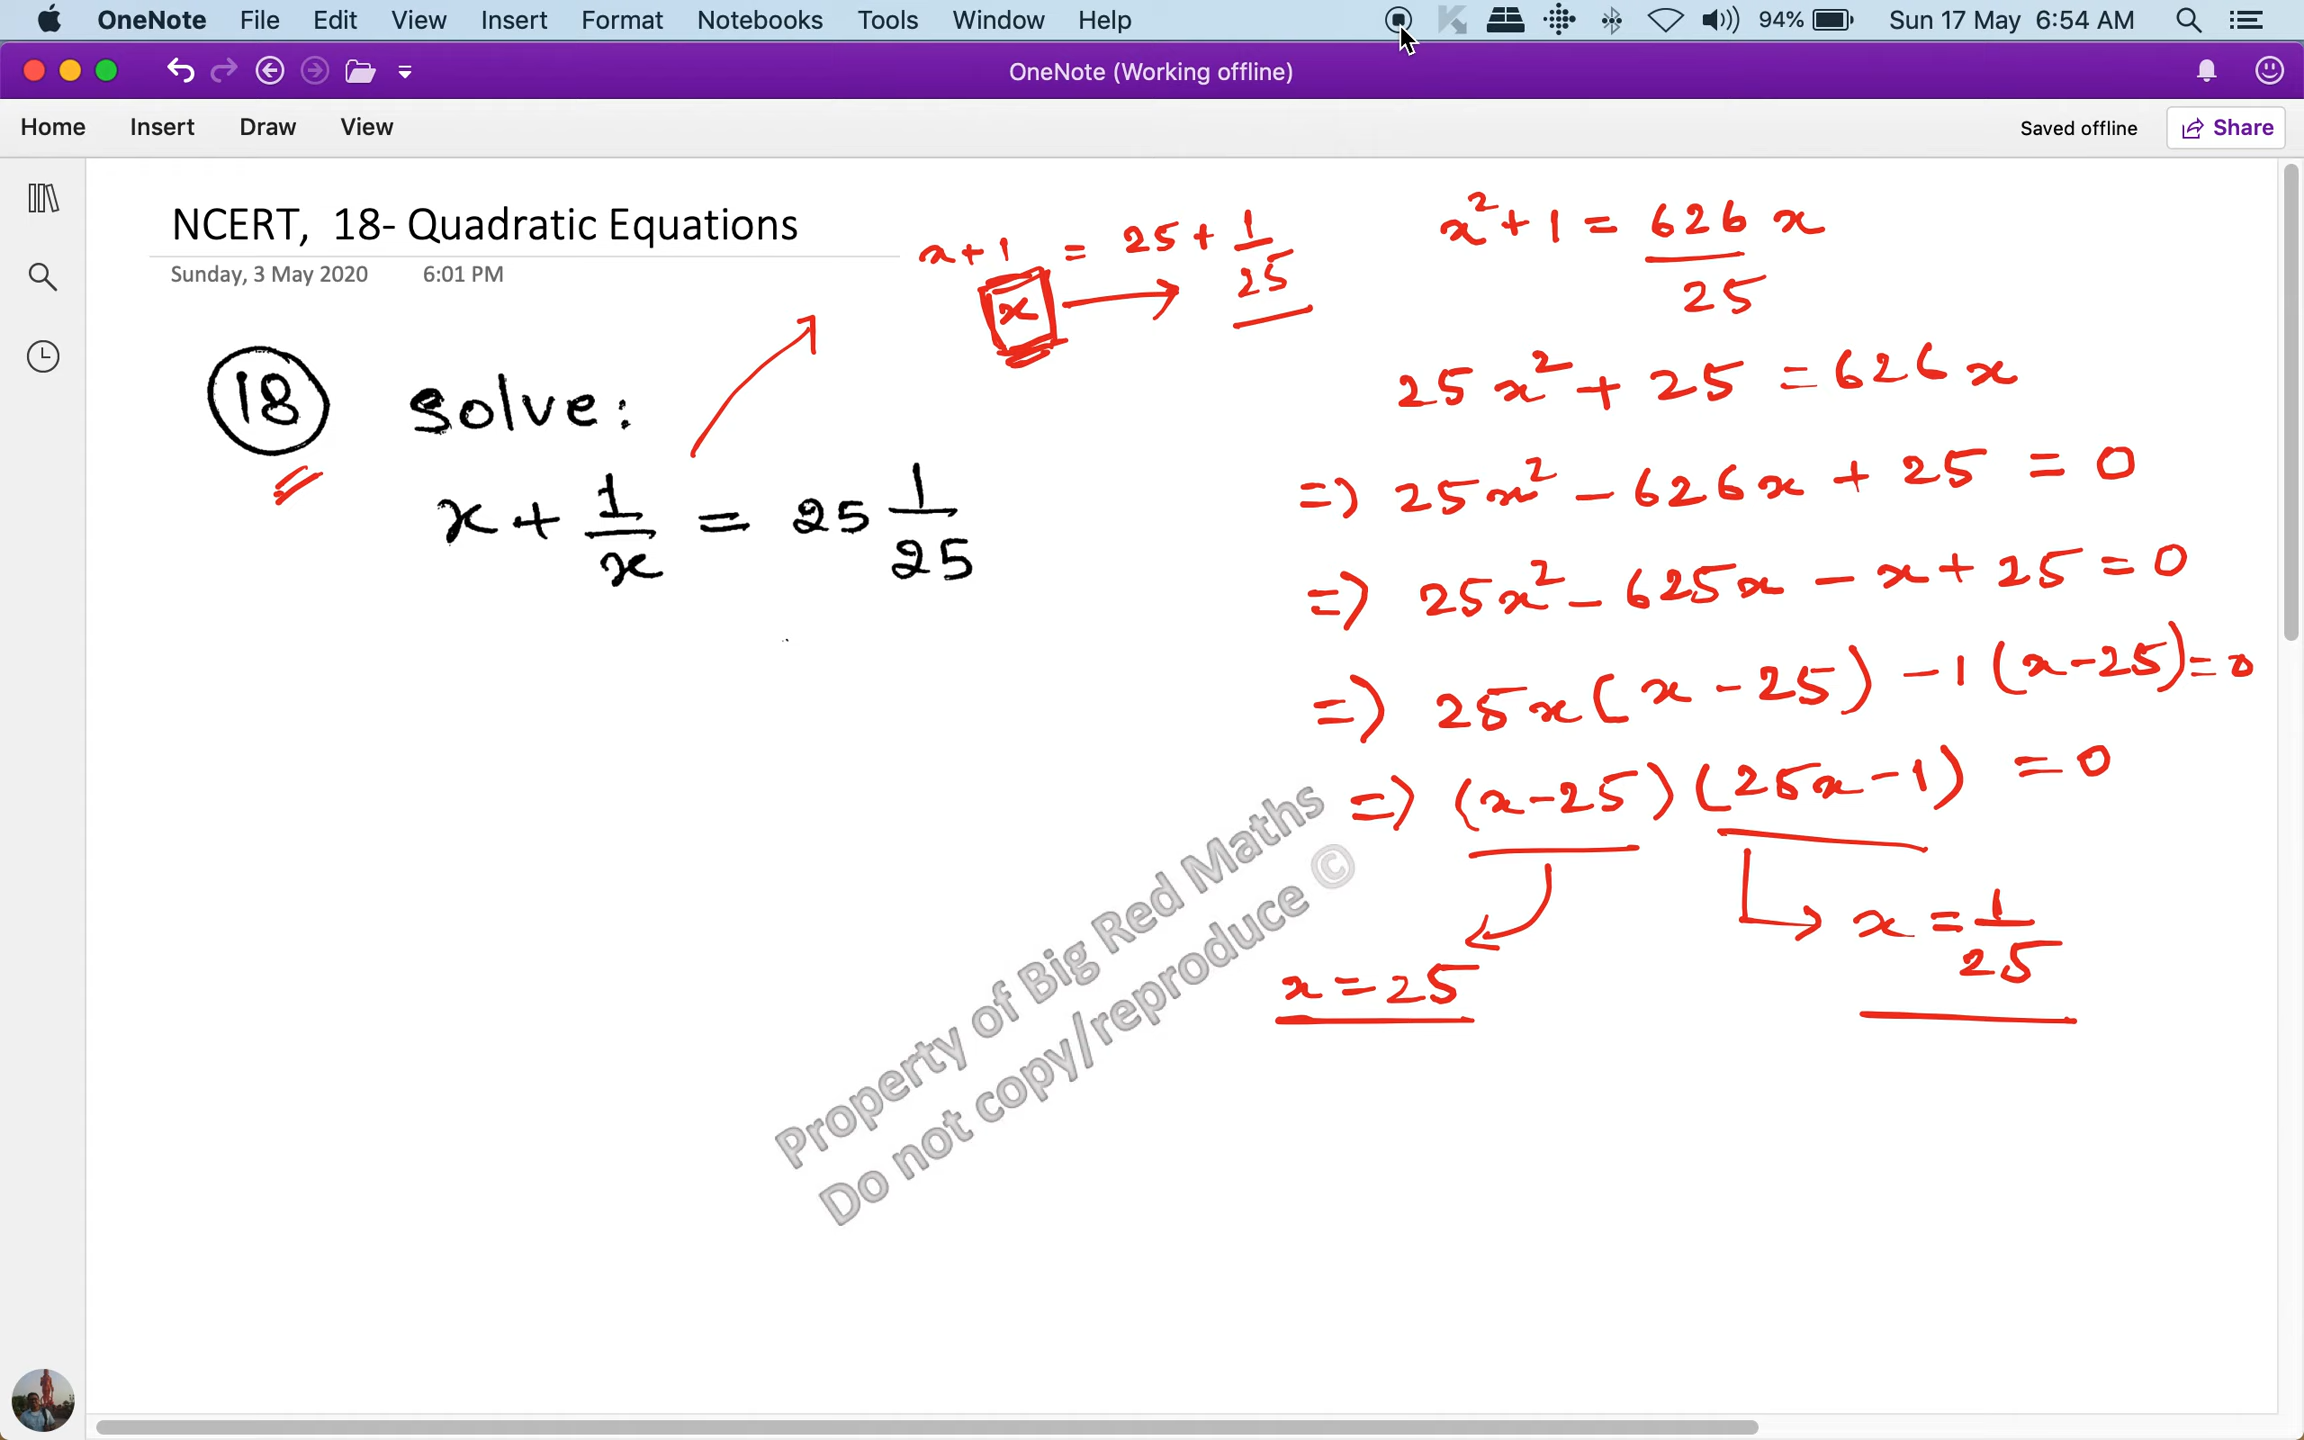 OneNote File Edit View Insert Format Notebooks Tools Window Help 94% Sun 17 May 6:54 AM
OneNote (Working offline)
Home Insert Draw View Saved offline Share
NCERT, 18- Quadratic Equations
Sunday, 3 May 2020 6:01 PM
18 Solve:
x + 1/x = 25 1/25
x + 1/x = 25 + 1/25
x² + 1 = 626/25 x
25x² + 25 = 626x
=) 25x² - 626x + 25 = 0
=) 25x² - 625x - x + 25 = 0
=) 25x(x - 25) - 1(x-25) = 0
=) (x-25)(25x-1) = 0
x = 25
x = 1/25
Property of Big Red Maths
Do not copy/reproduce ©